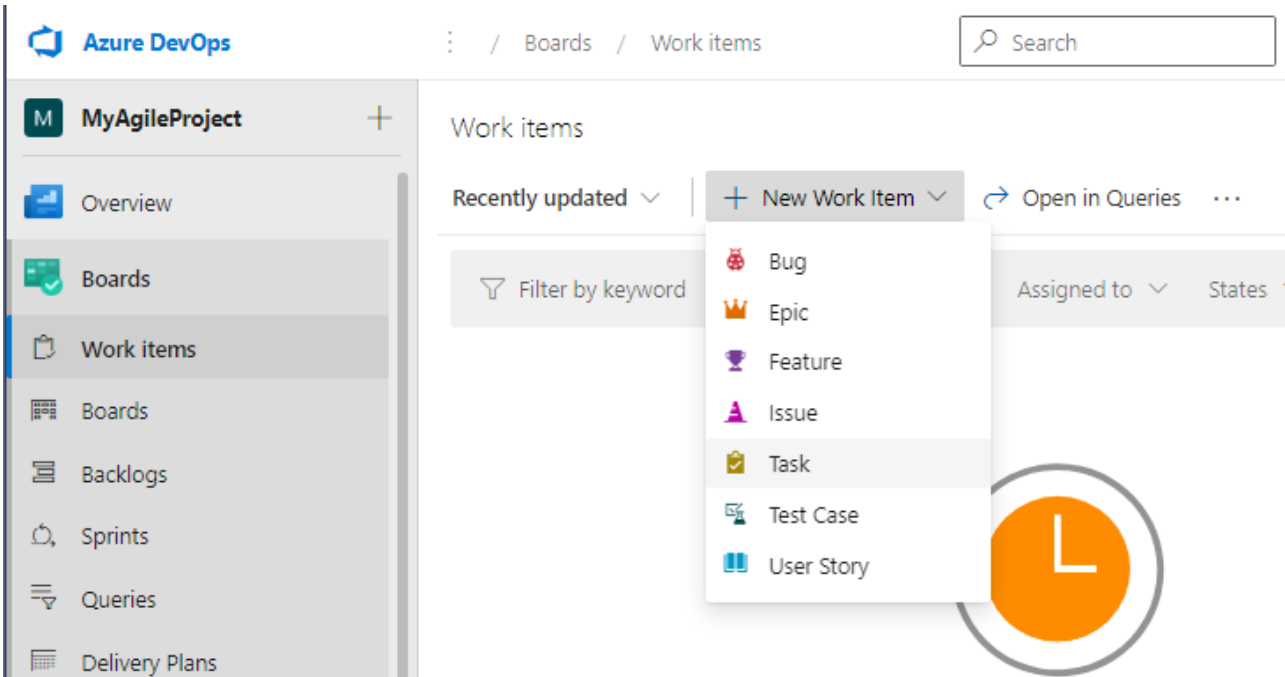 Azure DevOps
/ Boards / Work items
Search
M MyAgileProject
Work items
Overview
Recently updated
New Work Item
Open in Queries
Boards
Filter by keyword
Assigned to
States
Bug
Epic
Feature
Issue
Task
Test Case
User Story
Work items
Boards
Backlogs
Sprints
Queries
Delivery Plans